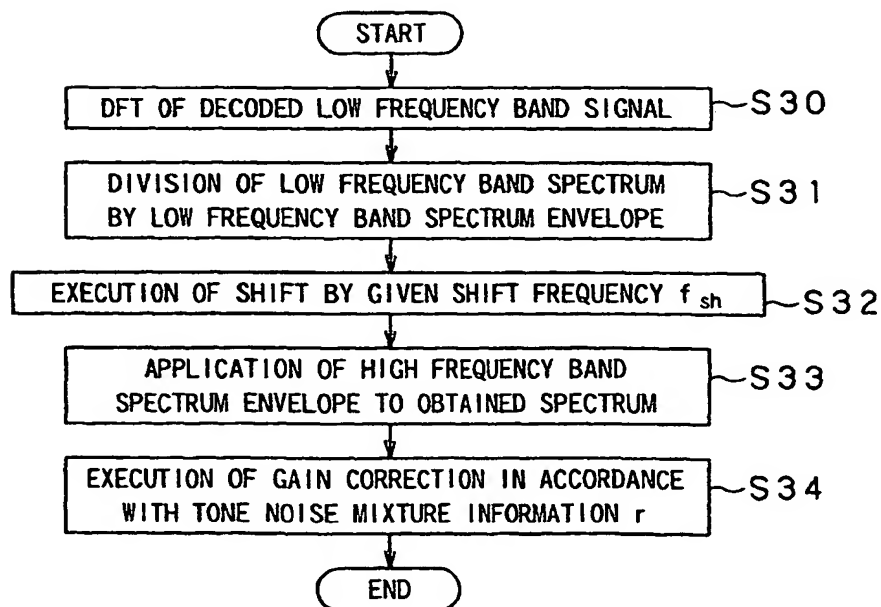 START
DFT OF DECODED LOW FREQUENCY BAND SIGNAL
S30
DIVISION OF LOW FREQUENCY BAND SPECTRUM
BY LOW FREQUENCY BAND SPECTRUM ENVELOPE
S31
EXECUTION OF SHIFT BY GIVEN SHIFT FREQUENCY f sh
S32
APPLICATION OF HIGH FREQUENCY BAND
SPECTRUM ENVELOPE TO OBTAINED SPECTRUM
S33
EXECUTION OF GAIN CORRECTION IN ACCORDANCE
WITH TONE NOISE MIXTURE INFORMATION r
S34
END